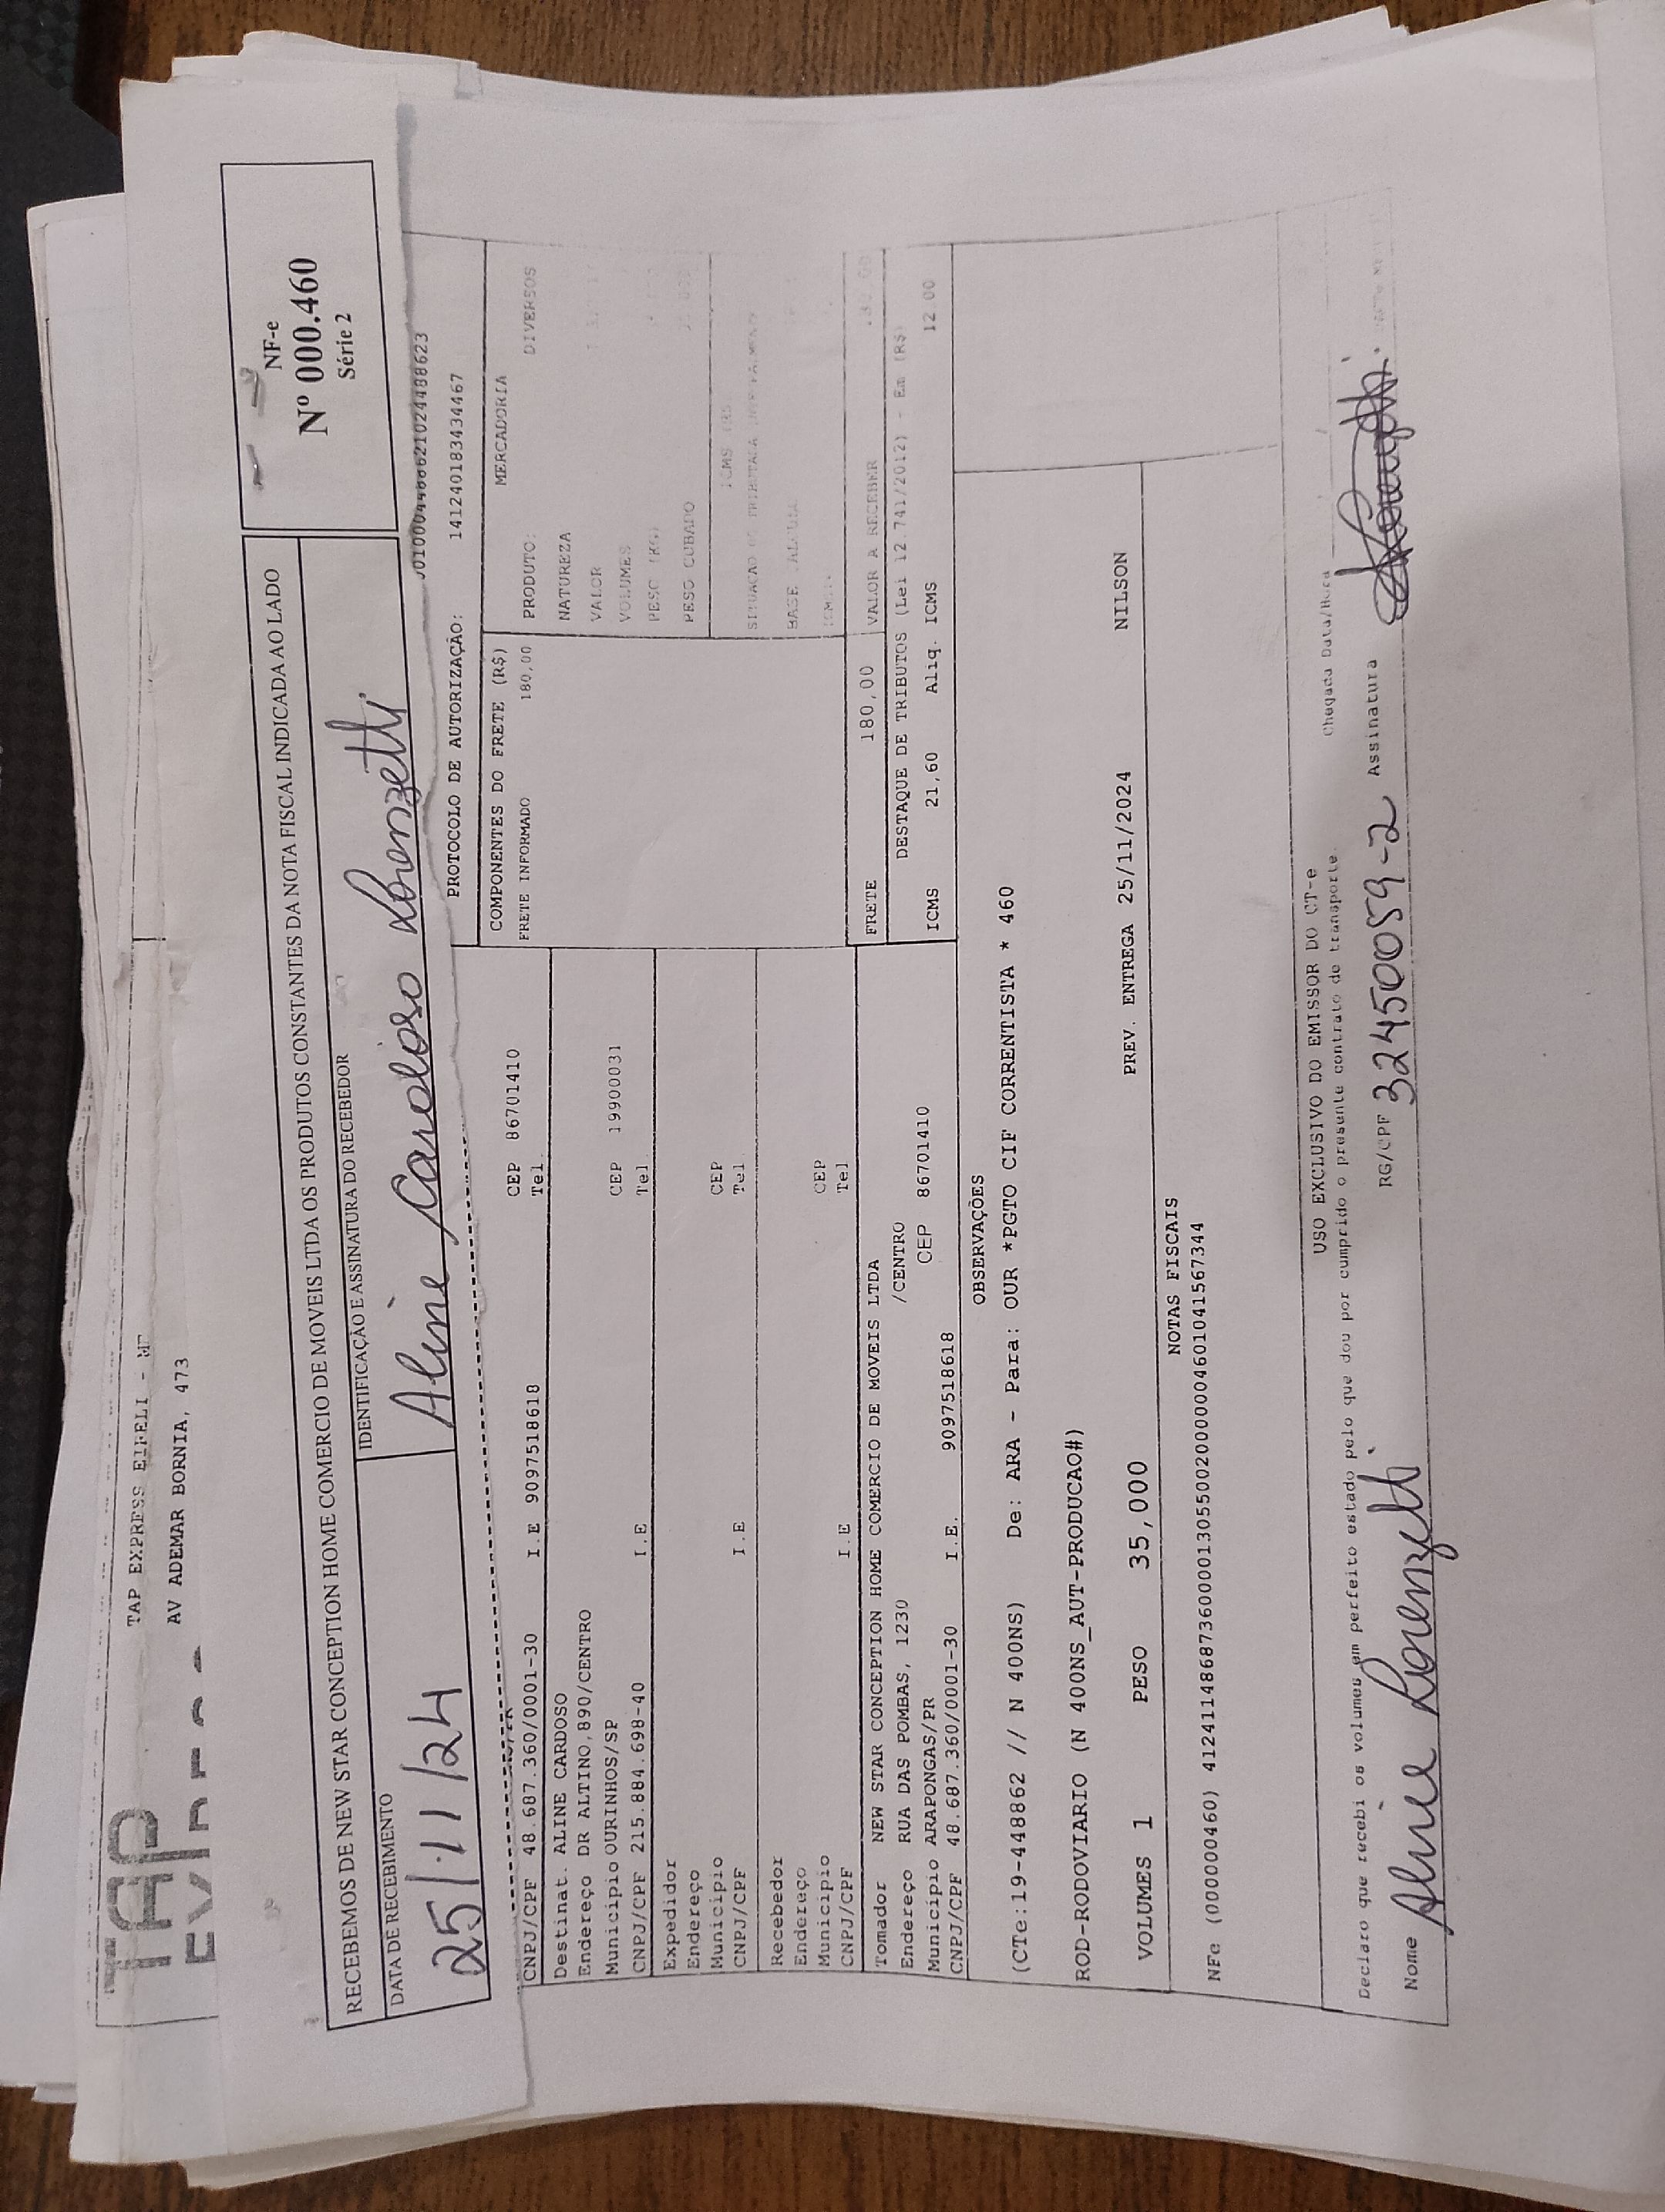 TAP EXPRESS EIFELI -
AV ADEMAR BORNIA, 473
TAP
RECEBEMOS DE NEW STAR CONCEPTION HOME COMERCIO DE MOVEIS LTDA OS PRODUTOS CONSTANTES DA NOTA FISCAL INDICADA AO LADO
DATA DE RECEBIMENTO
25/11/24
IDENTIFICAÇÃO E ASSINATURA DO RECEBEDOR
Aline Cardoso Lorenzetti
NF-e
Nº 000.460
Série 2
PROTOCOLO DE AUTORIZAÇÃO: 141240183434467
CNPJ/CPF 48.687.360/0001-30 I.E 9097518618 CEP 86701410
Tel.
Destinat. ALINE CARDOSO
Endereço DR ALTINO,890/CENTRO
Município OURINHOS/SP CEP 19900031
CNPJ/CPF 215.884.698-40 I.E Tel
Expedidor
Endereço
Município CEP
CNPJ/CPF I.E Tel
Recebedor
Endereço
Município CEP
CNPJ/CPF I.E Tel
Tomador NEW STAR CONCEPTION HOME COMERCIO DE MOVEIS LTDA
Endereço RUA DAS POMBAS, 1230 /CENTRO
Município ARAPONGAS/PR CEP 86701410
CNPJ/CPF 48.687.360/0001-30 I.E. 9097518618
COMPONENTES DO FRETE (R$)
FRETE INFORMADO 180,00
MERCADORIA
PRODUTO: DIVERSOS
NATUREZA
VALOR
VOLUMES
PESO (KG)
PESO CUBADO
FRETE 180,00 VALOR A RECEBER
DESTAQUE DE TRIBUTOS (Lei 12.741/2012) - Em (R$)
ICMS 21,60 Aliq. ICMS 12.00
OBSERVAÇÕES
(CTe:19-448862 // N 400NS) De: ARA - Para: OUR *PGTO CIF CORRENTISTA * 460
ROD-RODOVIARIO (N 400NS_AUT-PRODUCAO#)
VOLUMES 1 PESO 35,000 PREV. ENTREGA 25/11/2024 NILSON
NOTAS FISCAIS
NFe (000000460) 41241148687360000130550020000004601041567344
USO EXCLUSIVO DO EMISSOR DO CT-e
Declaro que recebi os volumes em perfeito estado pelo que dou por cumprido o presente contrato de transporte.
Chegada Data/Hora
Nome Aline Lorenzetti RG/CPF 32450059-2 Assinatura